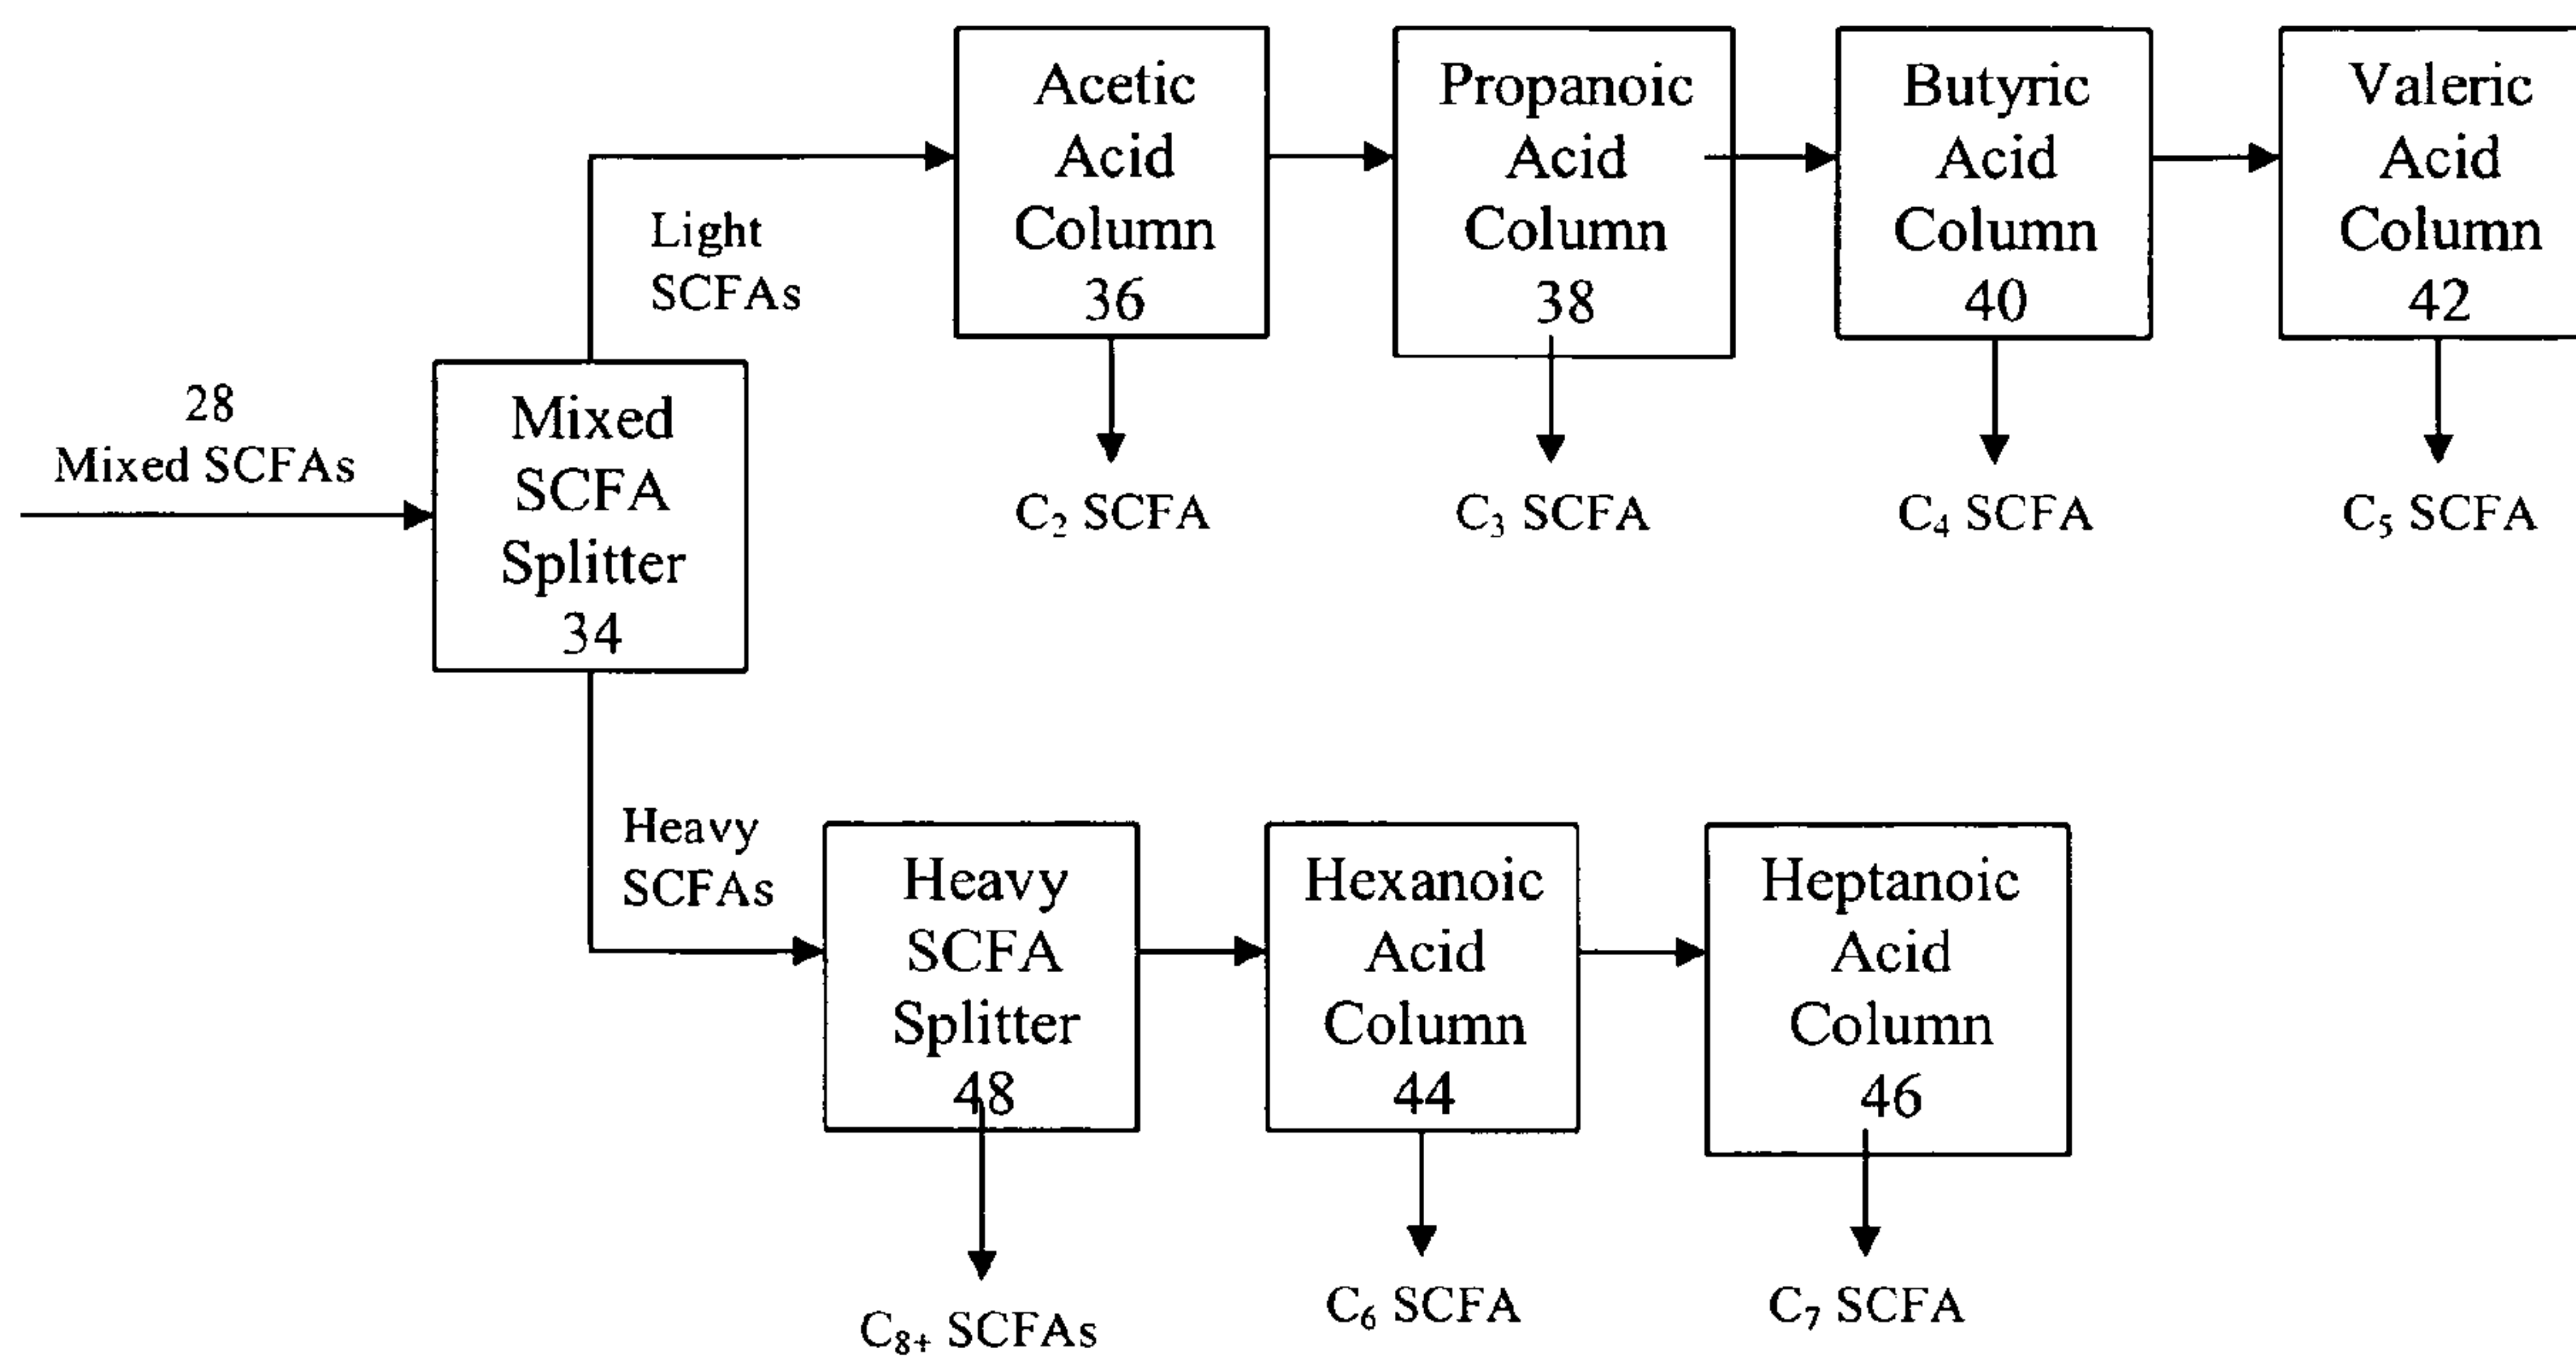 Acetic
Acid
Column
36
Propanoic
Acid
Column
38
Butyric
Acid
Column
40
Valeric
Acid
Column
42
Light
SCFAs
28
Mixed SCFAs
Mixed
SCFA
Splitter
34
C₂ SCFA
C₃ SCFA
C₄ SCFA
C₅ SCFA
Heavy
SCFAs
Heavy
SCFA
Splitter
48
Hexanoic
Acid
Column
44
Heptanoic
Acid
Column
46
C₈₊ SCFAs
C₆ SCFA
C₇ SCFA